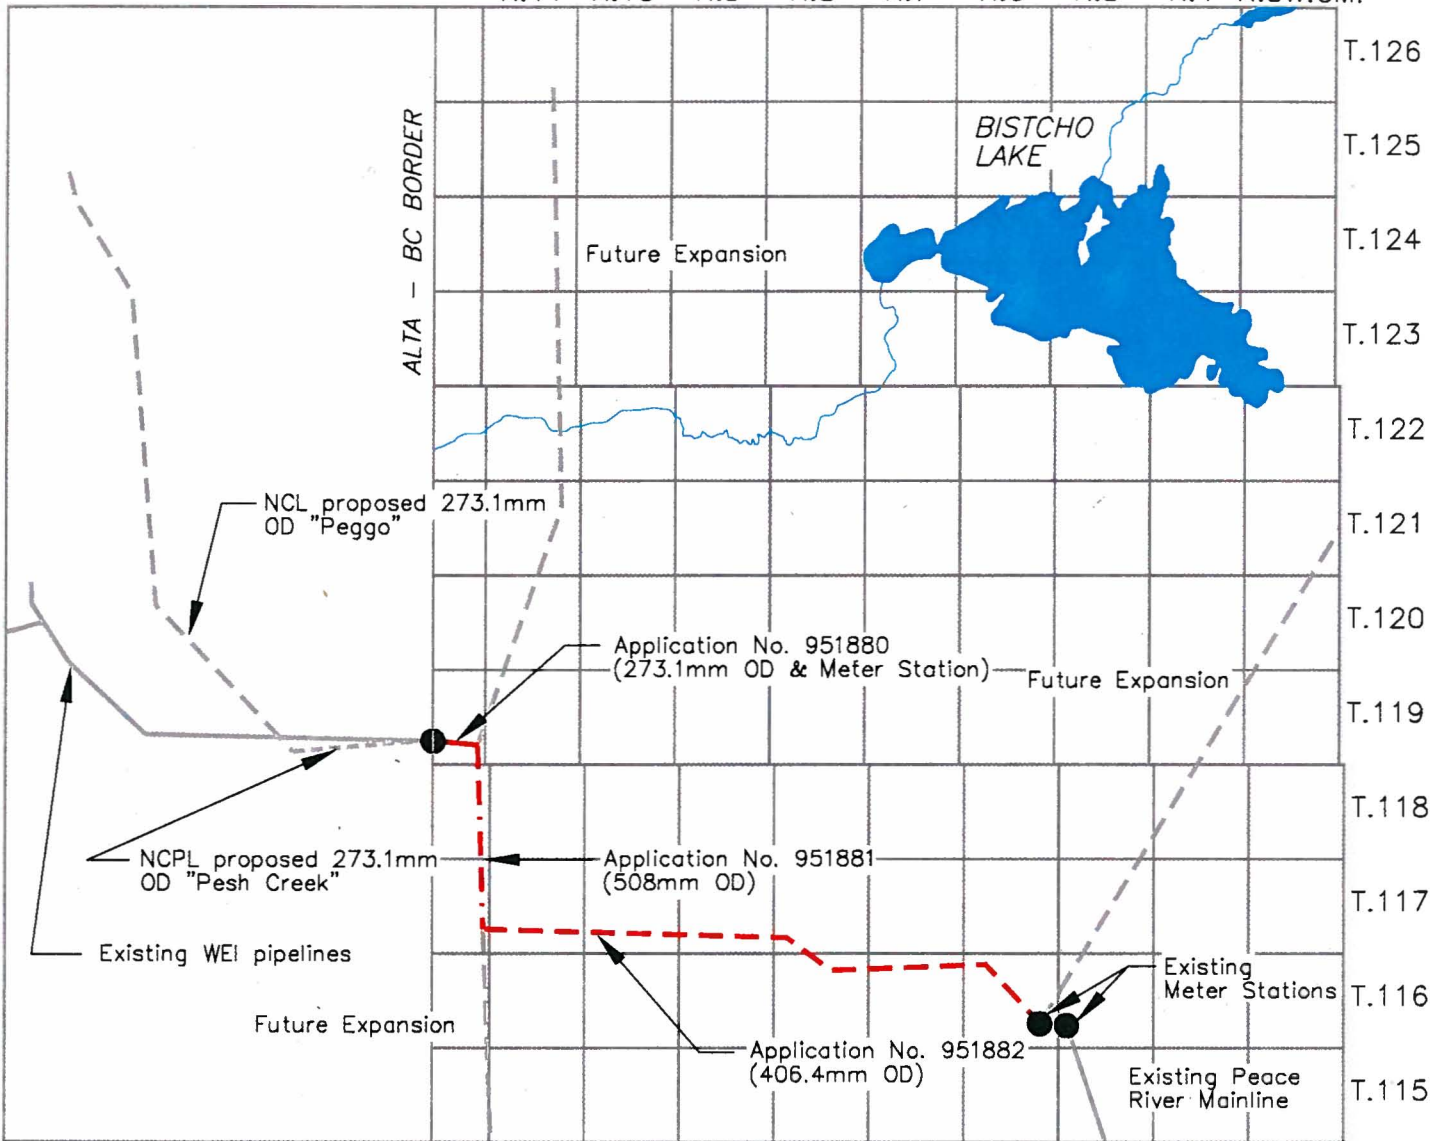 T.126
T.125
T.124
T.123
T.122
T.121
T.120
T.119
T.118
T.117
T.116
T.115
ALTA – BC BORDER
BISTCHO
LAKE
Future Expansion
NCL proposed 273.1mm
OD "Peggo"
Application No. 951880
(273.1mm OD & Meter Station)
Future Expansion
NCPL proposed 273.1mm
OD "Pesh Creek"
Application No. 951881
(508mm OD)
Existing WEI pipelines
Future Expansion
Application No. 951882
(406.4mm OD)
Existing
Meter Stations
Existing Peace
River Mainline